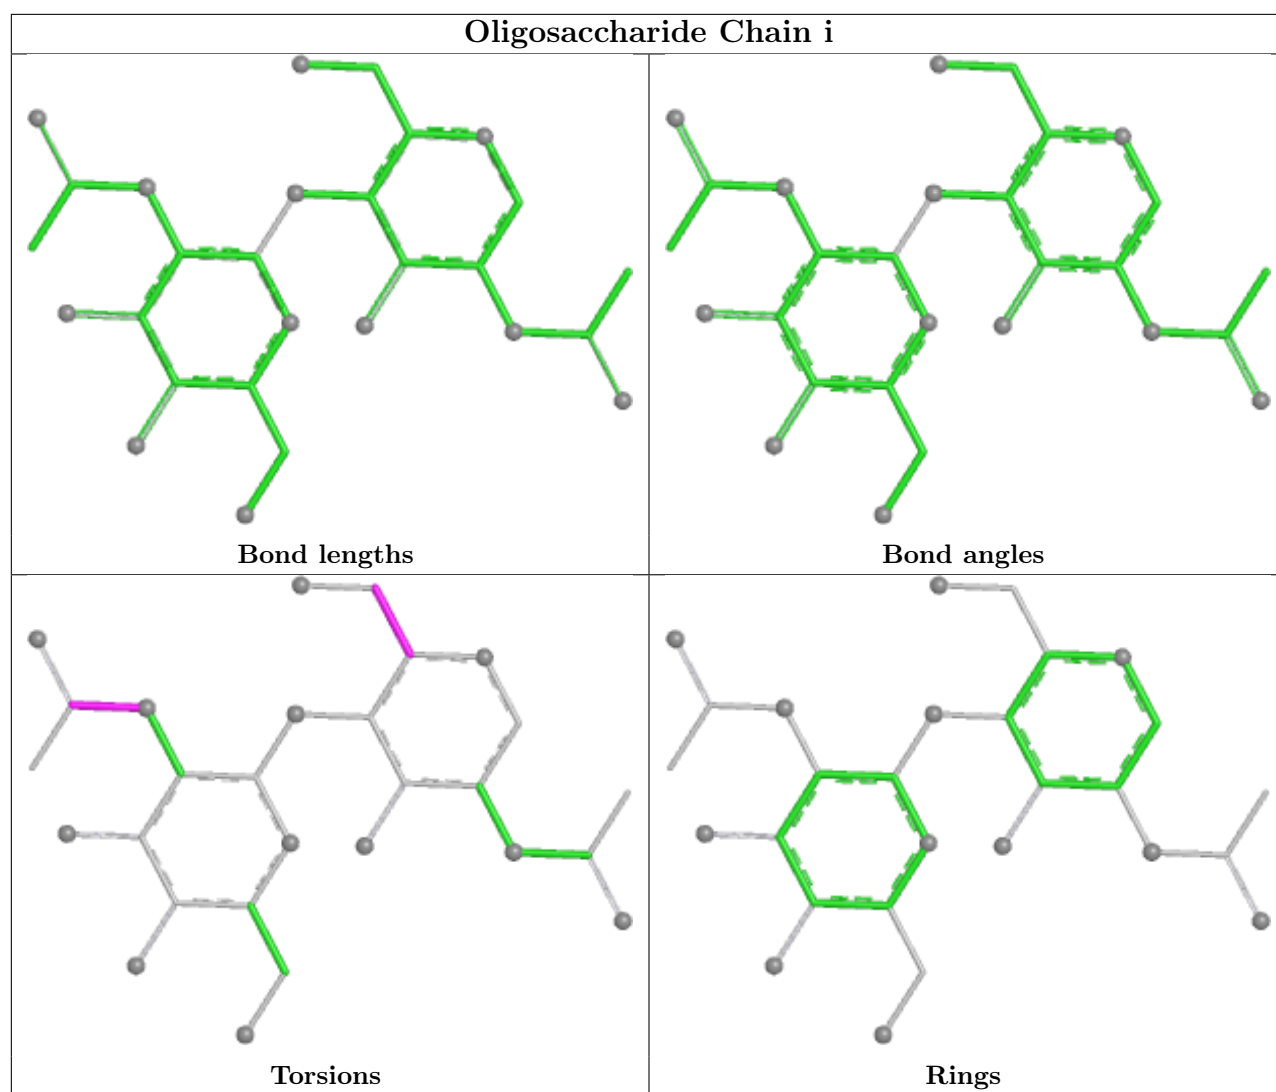 Oligosaccharide Chain i
Bond lengths
Bond angles
Torsions
Rings